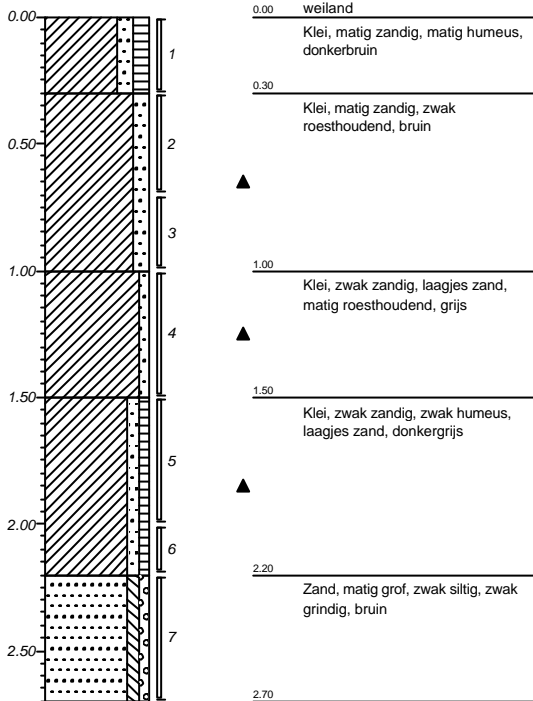 0.00
0.50
1.00
1.50
2.00
2.50
1
2
3
4
5
6
7
0.00 weiland
Klei, matig zandig, matig humeus,
donkerbruin
0.30
Klei, matig zandig, zwak
roesthoudend, bruin
1.00
Klei, zwak zandig, laagjes zand,
matig roesthoudend, grijs
1.50
Klei, zwak zandig, zwak humeus,
laagjes zand, donkergrijs
2.20
Zand, matig grof, zwak siltig, zwak
grindig, bruin
2.70